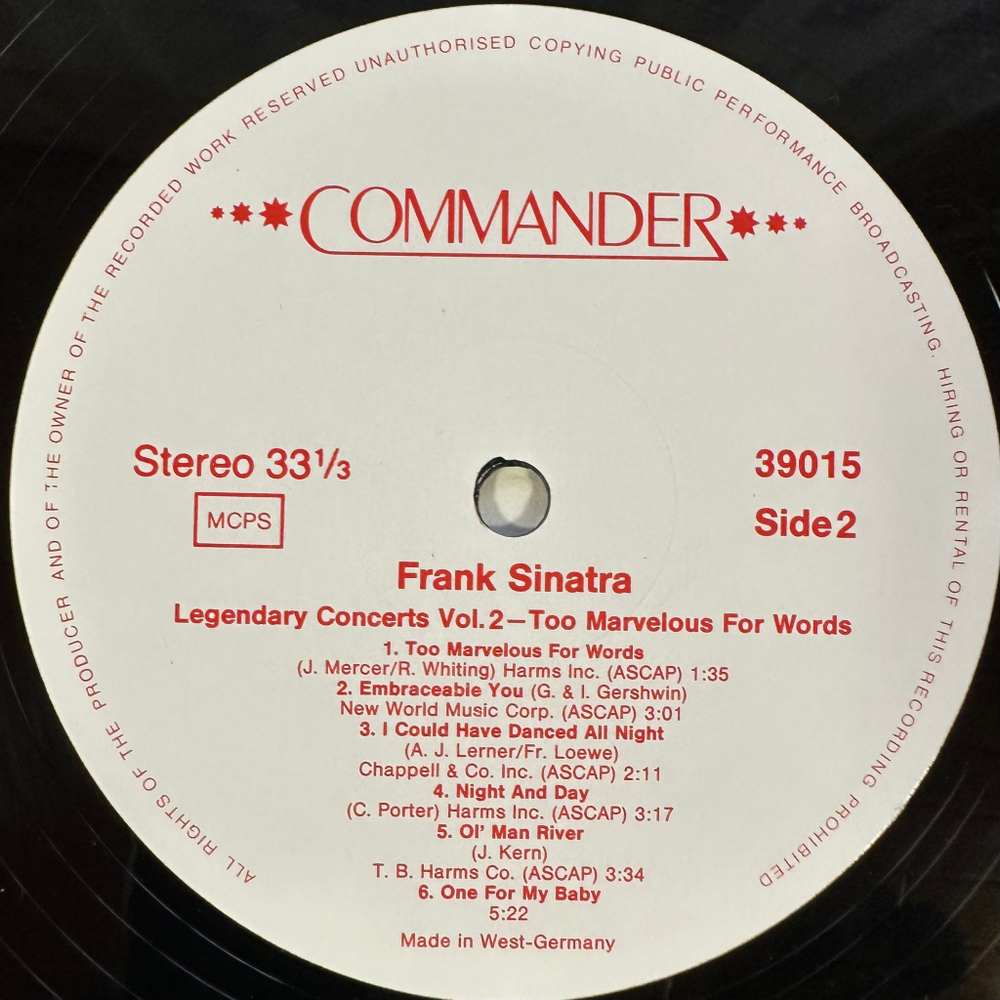 ALL RIGHTS OF THE PRODUCER AND OF THE OWNER OF THE RECORDED WORK RESERVED UNAUTHORISED COPYING PUBLIC PERFORMANCE BROADCASTING. HIRING OR RENTAL OF THIS RECORDING PROHIBITED
COMMANDER
Stereo 33⅓
MCPS
39015
Side 2
Frank Sinatra
Legendary Concerts Vol. 2—Too Marvelous For Words
1. Too Marvelous For Words
(J. Mercer/R. Whiting) Harms Inc. (ASCAP) 1:35
2. Embraceable You (G. & I. Gershwin)
New World Music Corp. (ASCAP) 3:01
3. I Could Have Danced All Night
(A. J. Lerner/Fr. Loewe)
Chappell & Co. Inc. (ASCAP) 2:11
4. Night And Day
(C. Porter) Harms Inc. (ASCAP) 3:17
5. Ol' Man River
(J. Kern)
T. B. Harms Co. (ASCAP) 3:34
6. One For My Baby
5:22
Made in West-Germany